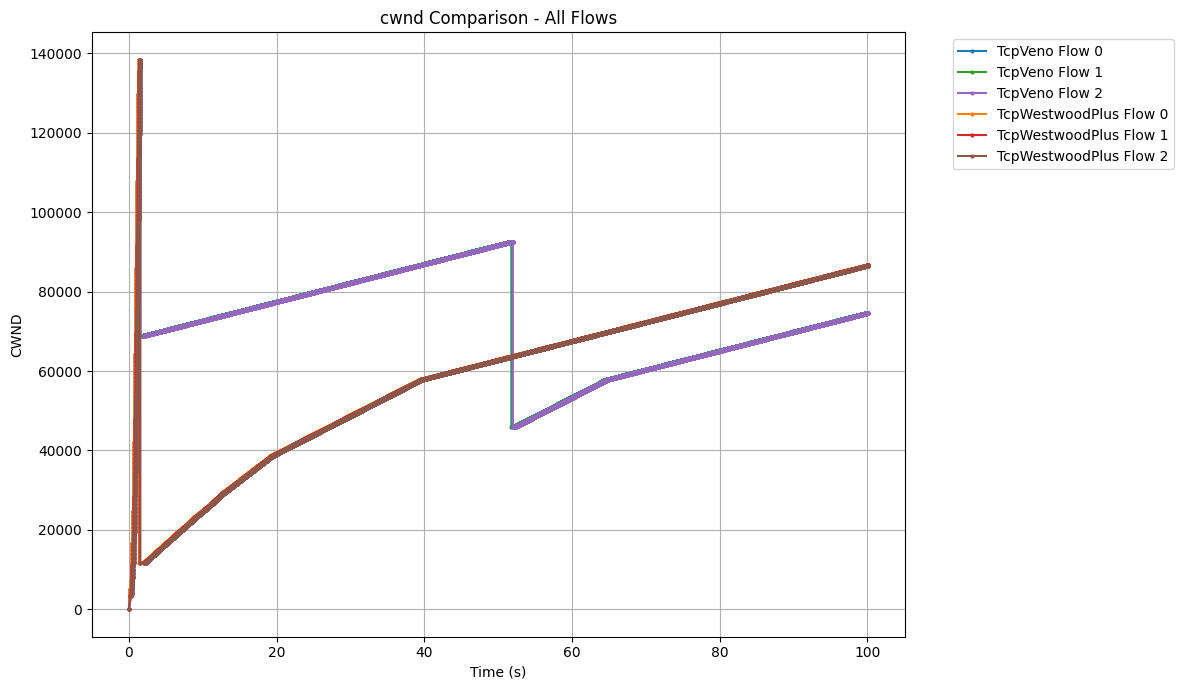 cwnd Comparison - All Flows
TcpVeno Flow 0
TcpVeno Flow 1
TcpVeno Flow 2
TcpWestwoodPlus Flow 0
TcpWestwoodPlus Flow 1
TcpWestwoodPlus Flow 2
CWND
140000
120000
100000
80000
60000
40000
20000
0
0 20 40 60 80 100
Time (s)